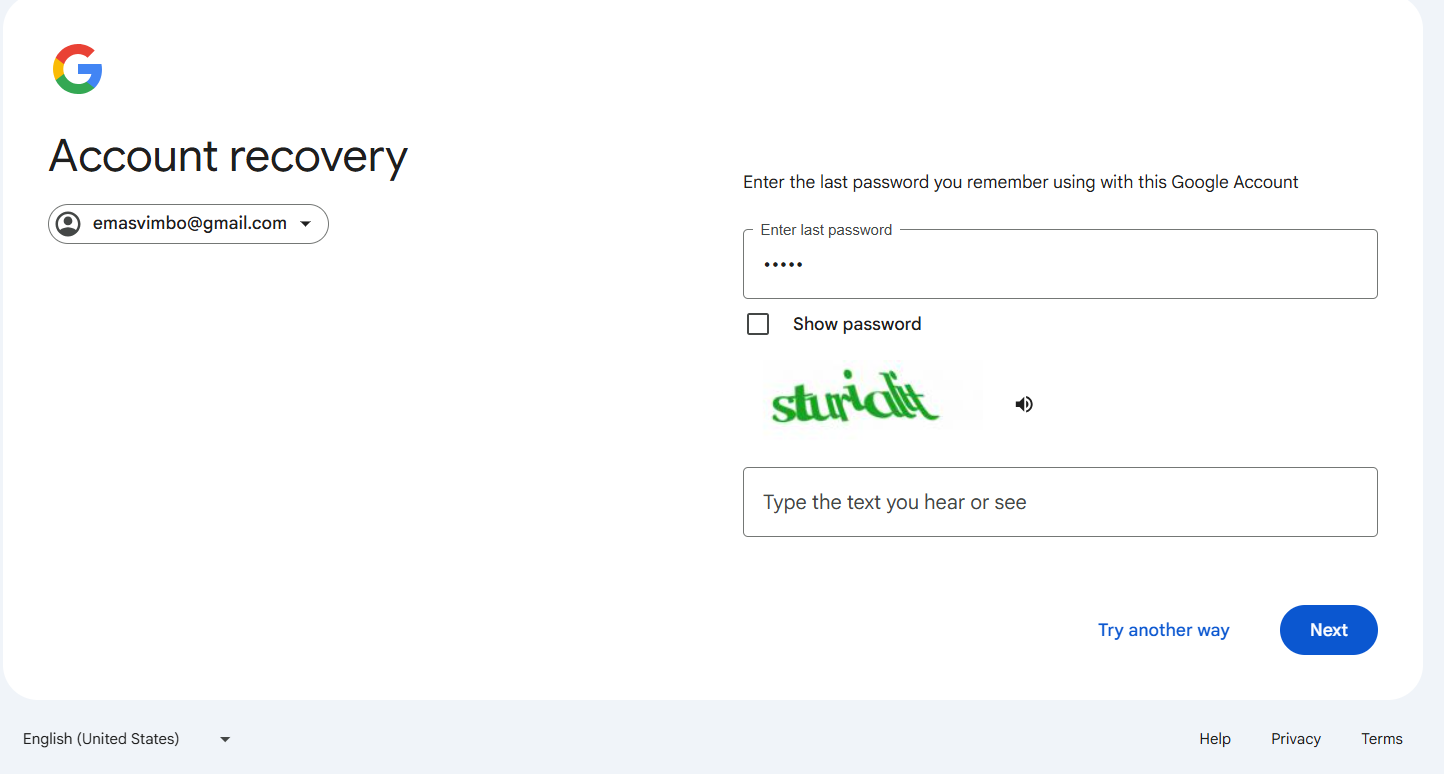 Account recovery
emasvimbo@gmail.com
Enter the last password you remember using with this Google Account
Enter last password
•••••
Show password
Type the text you hear or see
Try another way
Next
English (United States)
Help
Privacy
Terms